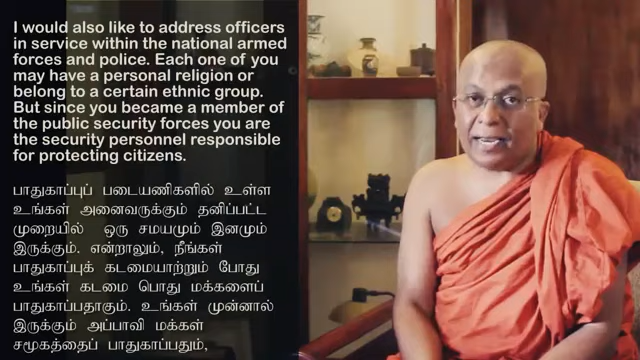 I would also like to address officers
in service within the national armed
forces and police. Each one of you
may have a personal religion or
belong to a certain ethnic group.
But since you became a member of
the public security forces you are
the security personnel responsible
for protecting citizens.
பாதுகாப்புப் படையணிகளில் உள்ள
உங்கள் அனைவருக்கும் தனிப்பட்ட
முறையில் ஒரு சமயமும் இனமும்
இருக்கும். என்றாலும், நீங்கள்
பாதுகாப்புக் கடமையாற்றும் போது
உங்கள் கடமை பொது மக்களைப்
பாதுகாப்பதாகும். உங்கள் முன்னால்
இருக்கும் அப்பாவி மக்கள்
சமூகத்தைப் பாதுகாப்பதும்,